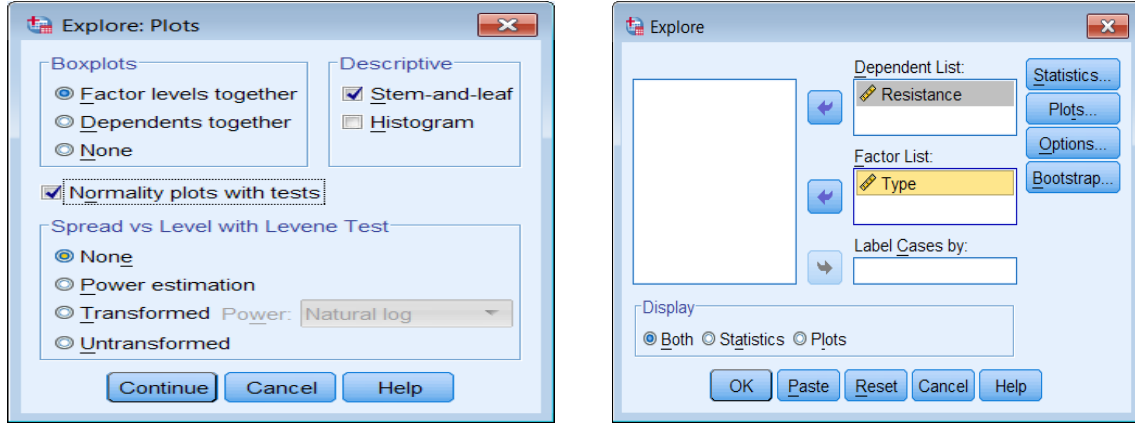 Explore: Plots
Boxplots
Factor levels together
Dependents together
None
Descriptive
Stem-and-leaf
Histogram
Normality plots with tests
Spread vs Level with Levene Test
None
Power estimation
Transformed Power: Natural log
Untransformed
Continue Cancel Help
Explore
Dependent List:
Resistance
Factor List:
Type
Label Cases by:
Statistics...
Plots...
Options...
Bootstrap...
Display
Both Statistics Plots
OK Paste Reset Cancel Help